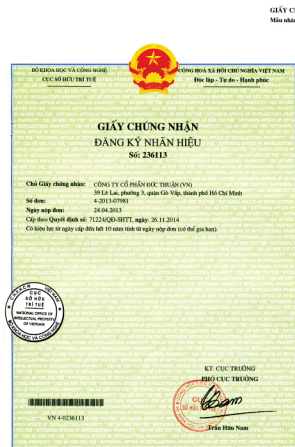 GIẤY CH
Mẫu nhãn
BỘ KHOA HỌC VÀ CÔNG NGHỆ
CỤC SỞ HỮU TRÍ TUỆ
CỘNG HOÀ XÃ HỘI CHỦ NGHĨA VIỆT NAM
Độc lập - Tự do - Hạnh phúc
GIẤY CHỨNG NHẬN
ĐĂNG KÝ NHÃN HIỆU
Số: 236113
Chủ Giấy chứng nhận: CÔNG TY CỔ PHẦN ĐỨC THUẬN (VN)
39 Lê Lai, phường 3, quận Gò Vấp, thành phố Hồ Chí Minh
Số đơn: 4-2013-07981
Ngày nộp đơn: 24.04.2013
Cấp theo Quyết định số: 71224/QĐ-SHTT, ngày: 26.11.2014
Có hiệu lực từ ngày cấp đến hết 10 năm tính từ ngày nộp đơn (có thể gia hạn).
CỤC
SỞ HỮU
TRÍ TUỆ
NATIONAL OFFICE OF
INTELLECTUAL PROPERTY
OF VIETNAM
KT. CỤC TRƯỞNG
PHÓ CỤC TRƯỞNG
VN 4-0236113
Trần Hữu Nam